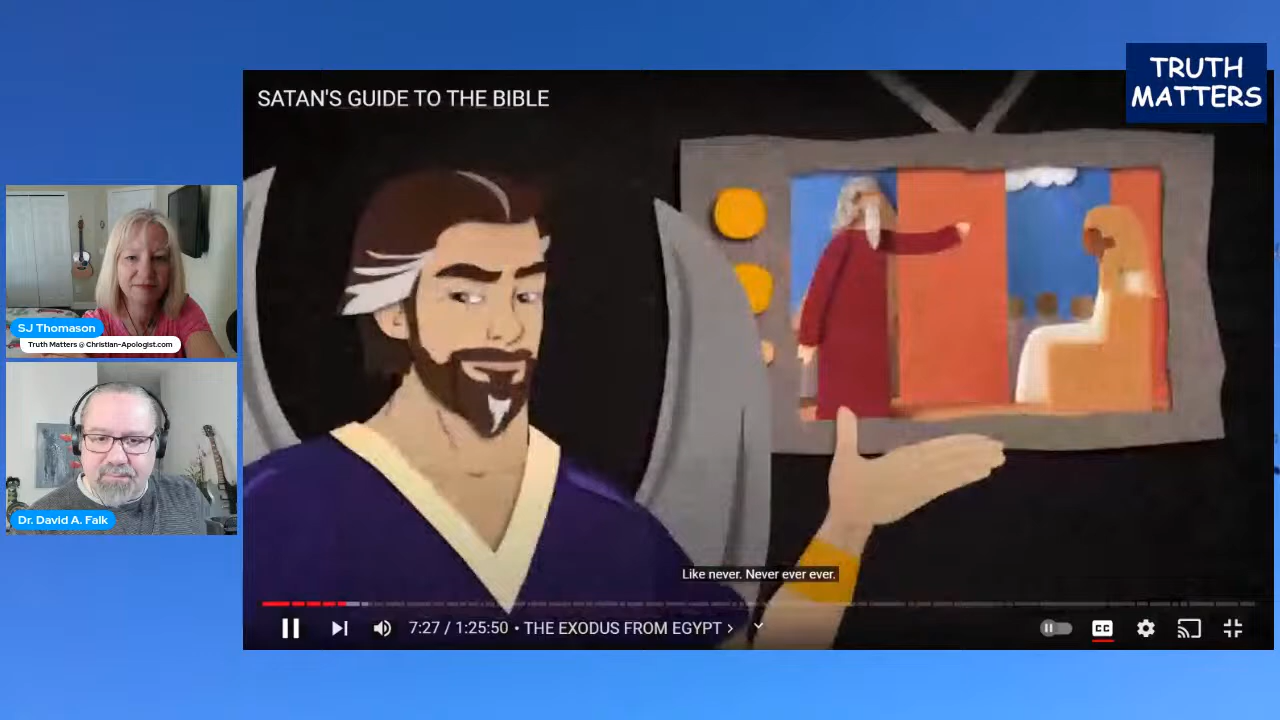 TRUTH
MATTERS
SATAN'S GUIDE TO THE BIBLE
SJ Thomason
Truth Matters @ Christian-Apologist.com
Dr. David A. Falk
Like never. Never ever ever.
7:27 / 1:25:50 • THE EXODUS FROM EGYPT >
CC